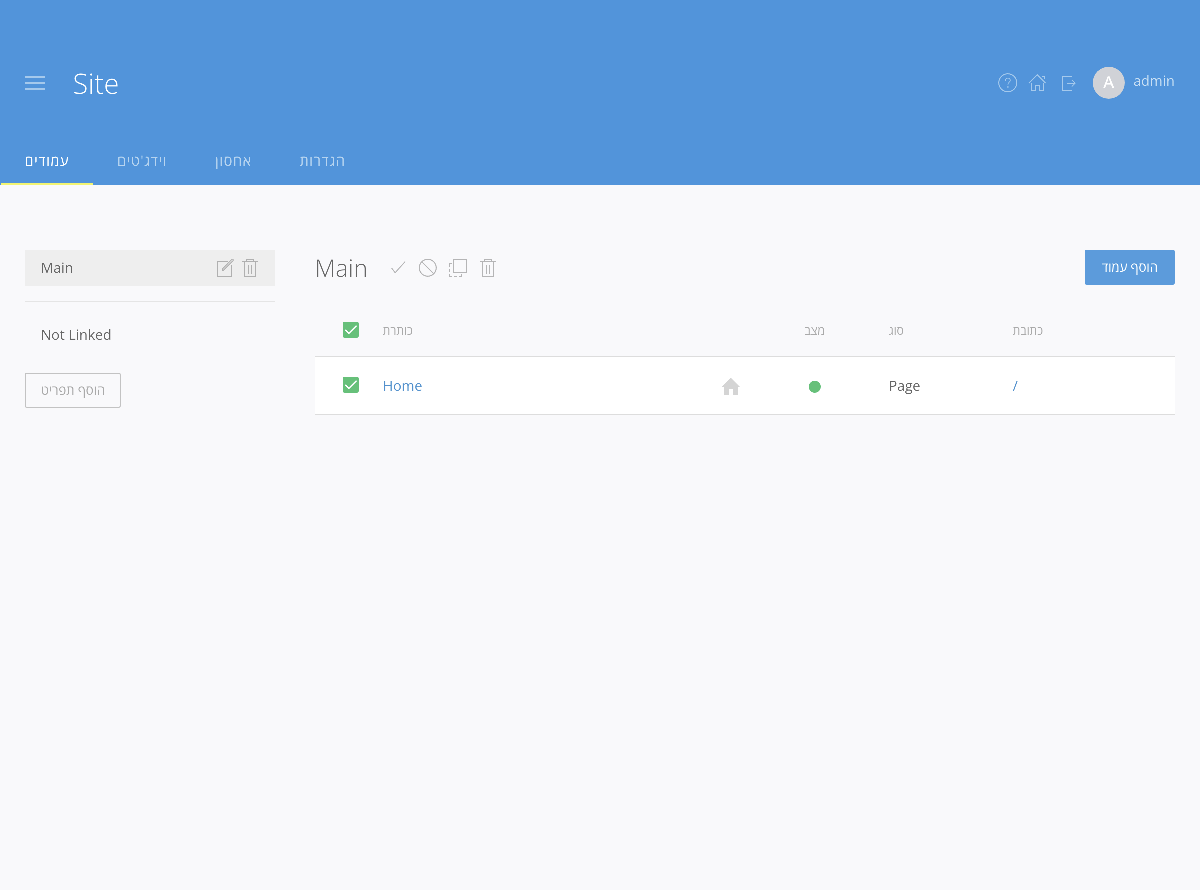 Site
A admin
עמודים
וידג'טים
אחסון
הגדרות
Main
Not Linked
הוסף תפריט
Main
הוסף עמוד
כותרת מצב סוג כתובת
Home Page /